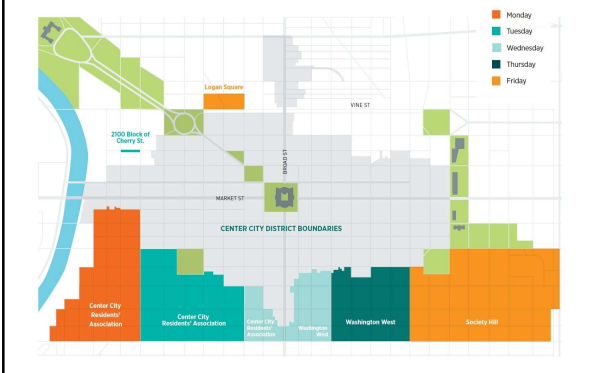 Monday
Tuesday
Wednesday
Thursday
Friday
Logan Square
VINE ST
2100 Block of
Cherry St.
BROAD ST
MARKET ST
CENTER CITY DISTRICT BOUNDARIES
Center City
Residents'
Association
Center City
Residents' Association
Center City
Residents'
Association
Washington
West
Washington West
Society Hill